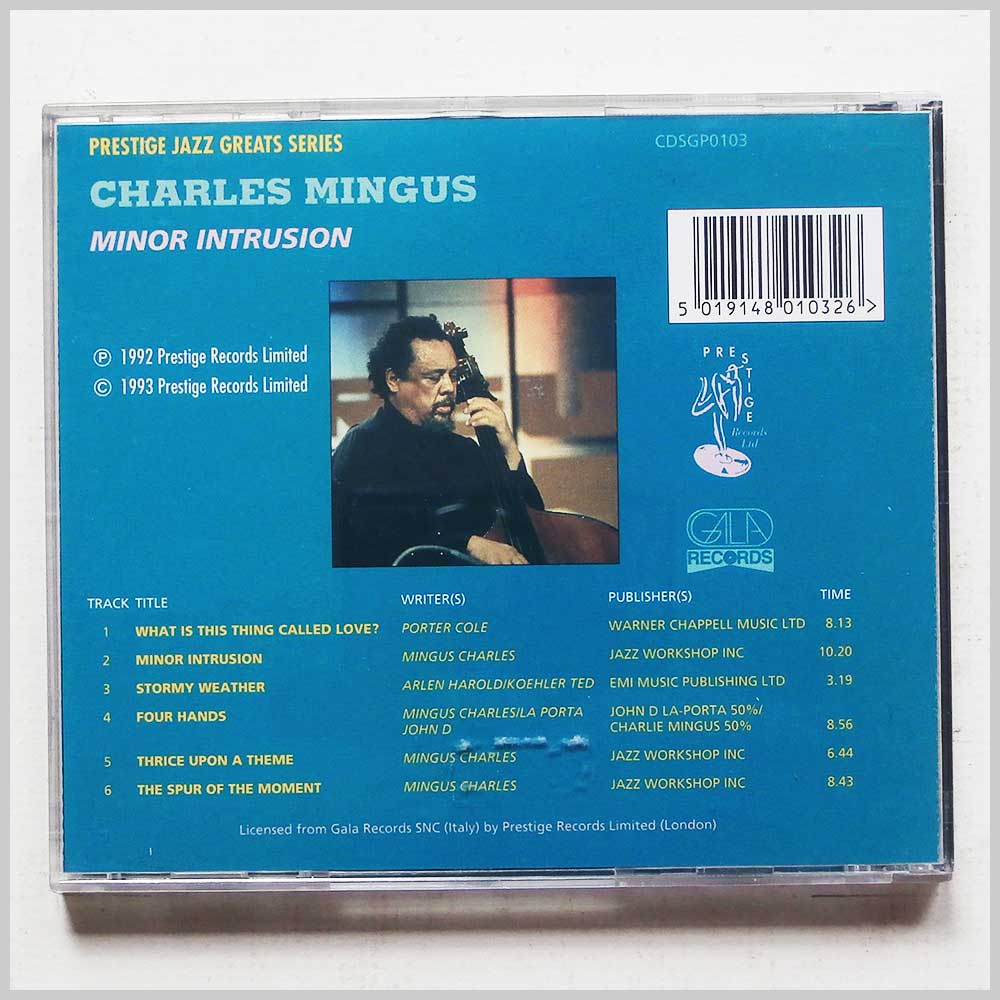 PRESTIGE JAZZ GREATS SERIES
CDSGP0103
CHARLES MINGUS
MINOR INTRUSION
5 019148 010326 >
Ⓟ 1992 Prestige Records Limited
© 1993 Prestige Records Limited
PRESTIGE
Records
Ltd
GALA
RECORDS
TRACK TITLE WRITER(S) PUBLISHER(S) TIME
1 WHAT IS THIS THING CALLED LOVE? PORTER COLE WARNER CHAPPELL MUSIC LTD 8.13
2 MINOR INTRUSION MINGUS CHARLES JAZZ WORKSHOP INC 10.20
3 STORMY WEATHER ARLEN HAROLD/KOEHLER TED EMI MUSIC PUBLISHING LTD 3.19
4 FOUR HANDS MINGUS CHARLES/LA PORTA JOHN D LA-PORTA 50%/
JOHN D CHARLIE MINGUS 50% 8.56
5 THRICE UPON A THEME MINGUS CHARLES JAZZ WORKSHOP INC 6.44
6 THE SPUR OF THE MOMENT MINGUS CHARLES JAZZ WORKSHOP INC 8.43
Licensed from Gala Records SNC (Italy) by Prestige Records Limited (London)